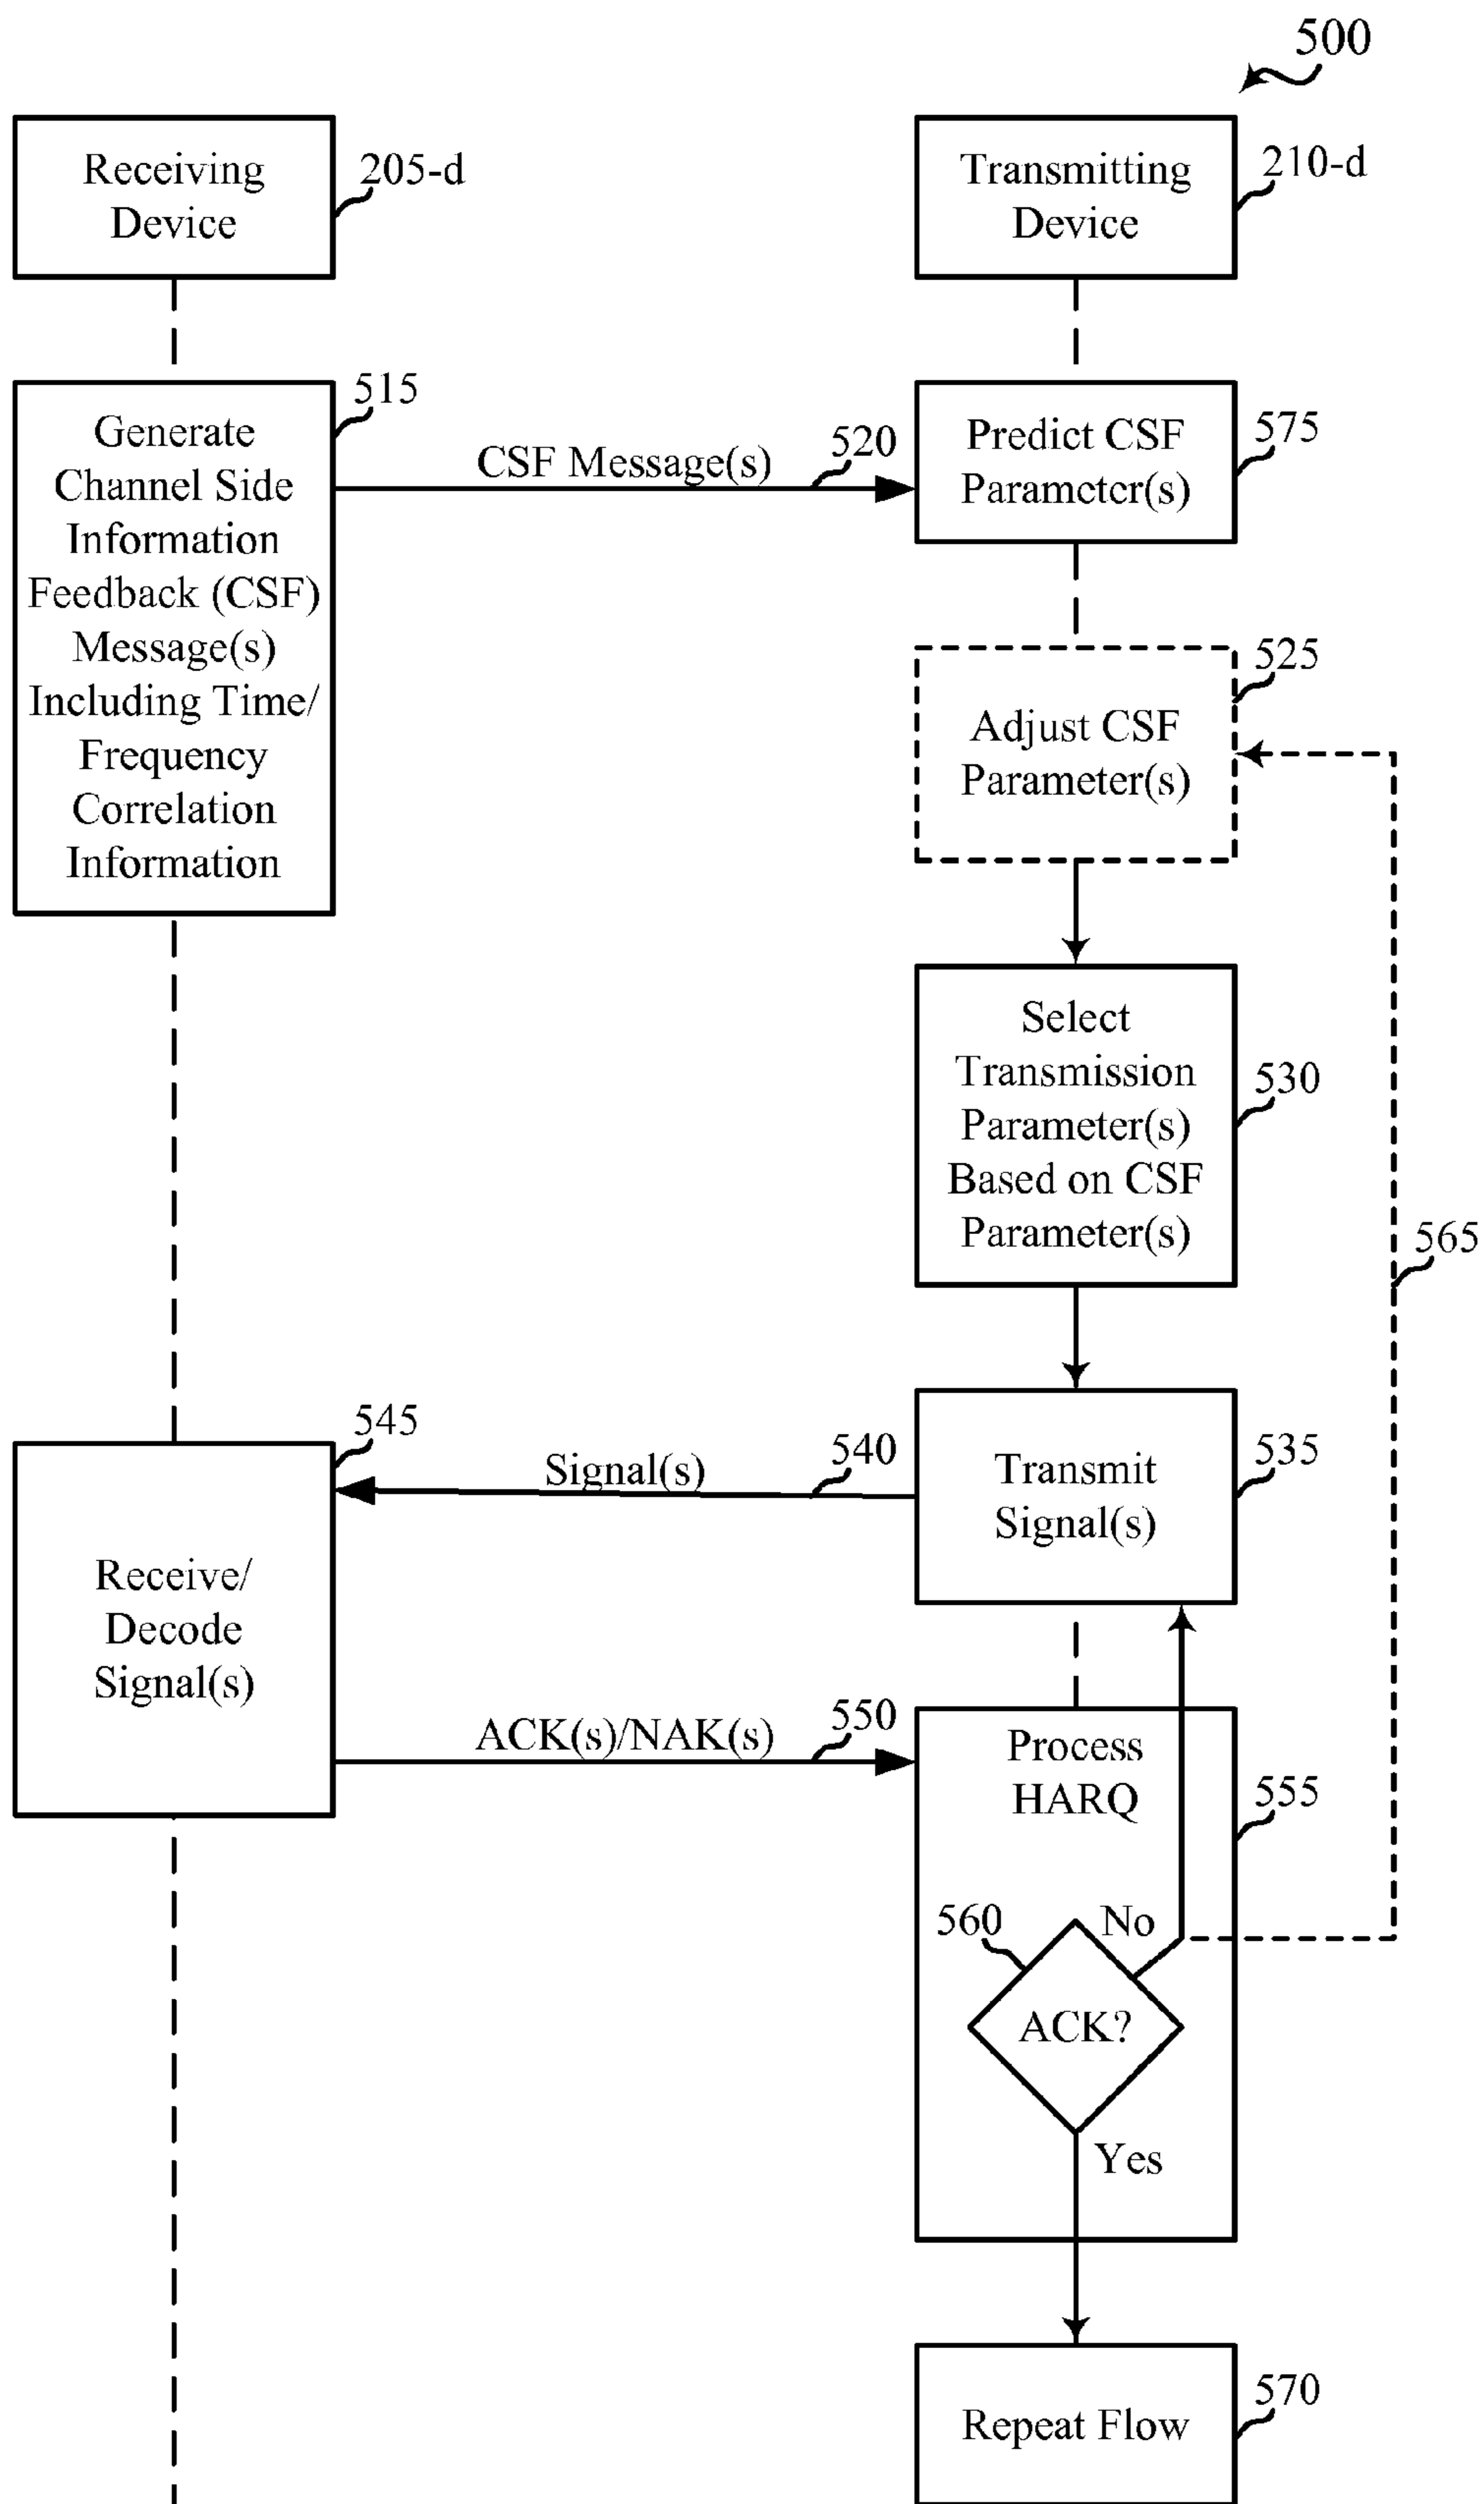 500
Receiving
Device
205-d
Transmitting
Device
210-d
Generate
Channel Side
Information
Feedback (CSF)
Message(s)
Including Time/
Frequency
Correlation
Information
515
CSF Message(s)
520
Predict CSF
Parameter(s)
575
Adjust CSF
Parameter(s)
525
Select
Transmission
Parameter(s)
Based on CSF
Parameter(s)
530
565
Receive/
Decode
Signal(s)
545
Signal(s)
540
Transmit
Signal(s)
535
ACK(s)/NAK(s)
550
Process
HARQ
555
560
No
ACK?
Yes
Repeat Flow
570